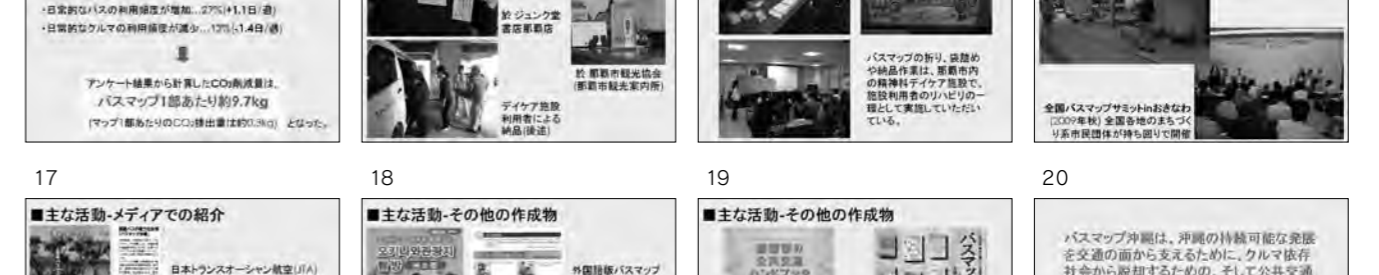 ・日常的なバスの利用頻度が増加…27%(+1.1日/週)
・日常的なクルマの利用頻度が減少…17%(-1.4日/週)
アンケート結果から計算したCO₂削減量は、
バスマップ1部あたり約9.7kg
(マップ1部あたりのCO₂排出量は約0.3kg) となった。
於 ジュンク堂
書店那覇店
於 那覇市観光協会
(那覇市観光案内所)
デイケア施設
利用者による
納品(後述)
バスマップの折り、袋詰め
や納品作業は、那覇市内
の精神科デイケア施設で、
施設利用者のリハビリの一
環として実施していただい
ている。
全国バスマップサミットinおきなわ
(2009年秋) 全国各地のまちづく
り系市民団体が持ち回りで開催
17
18
19
20
■主な活動-メディアでの紹介
日本トランスオーシャン航空(JTA)
■主な活動-その他の作成物
외국
外国語版バスマップ
■主な活動-その他の作成物
バスマップ
バスマップ沖縄は、沖縄の持続可能な発展
を交通の面から支えるために、クルマ依存
社会から脱却するための、そして公共交通